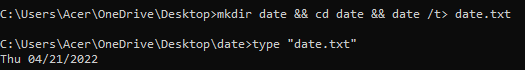 C:\Users\Acer\OneDrive\Desktop>mkdir date && cd date && date /t> date.txt
C:\Users\Acer\OneDrive\Desktop\date>type "date.txt"
Thu 04/21/2022